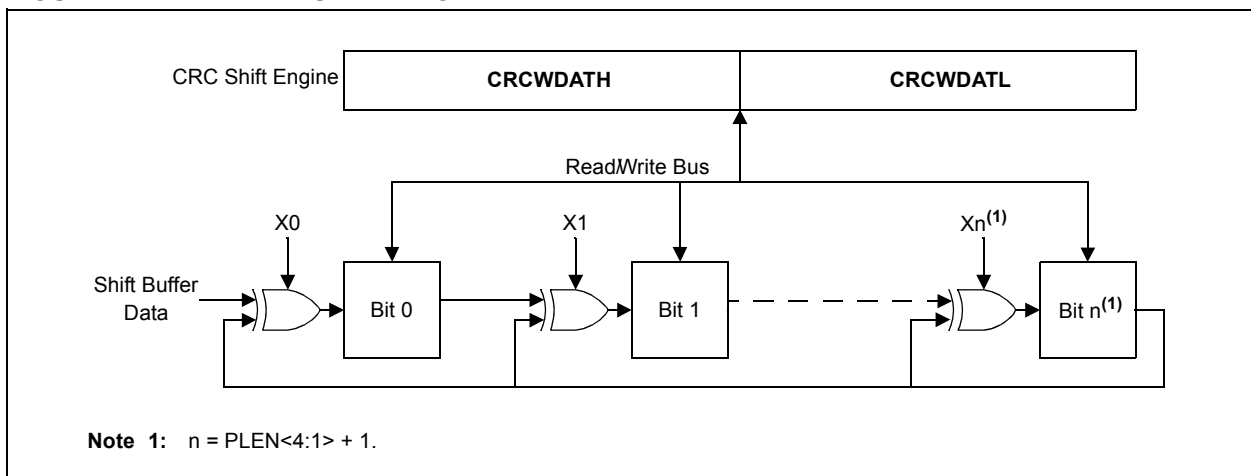 CRC Shift Engine
CRCWDATH
CRCWDATL
Read/Write Bus
X0
X1
Xn(1)
Shift Buffer
Data
Bit 0
Bit 1
Bit n(1)
Note 1: n = PLEN<4:1> + 1.